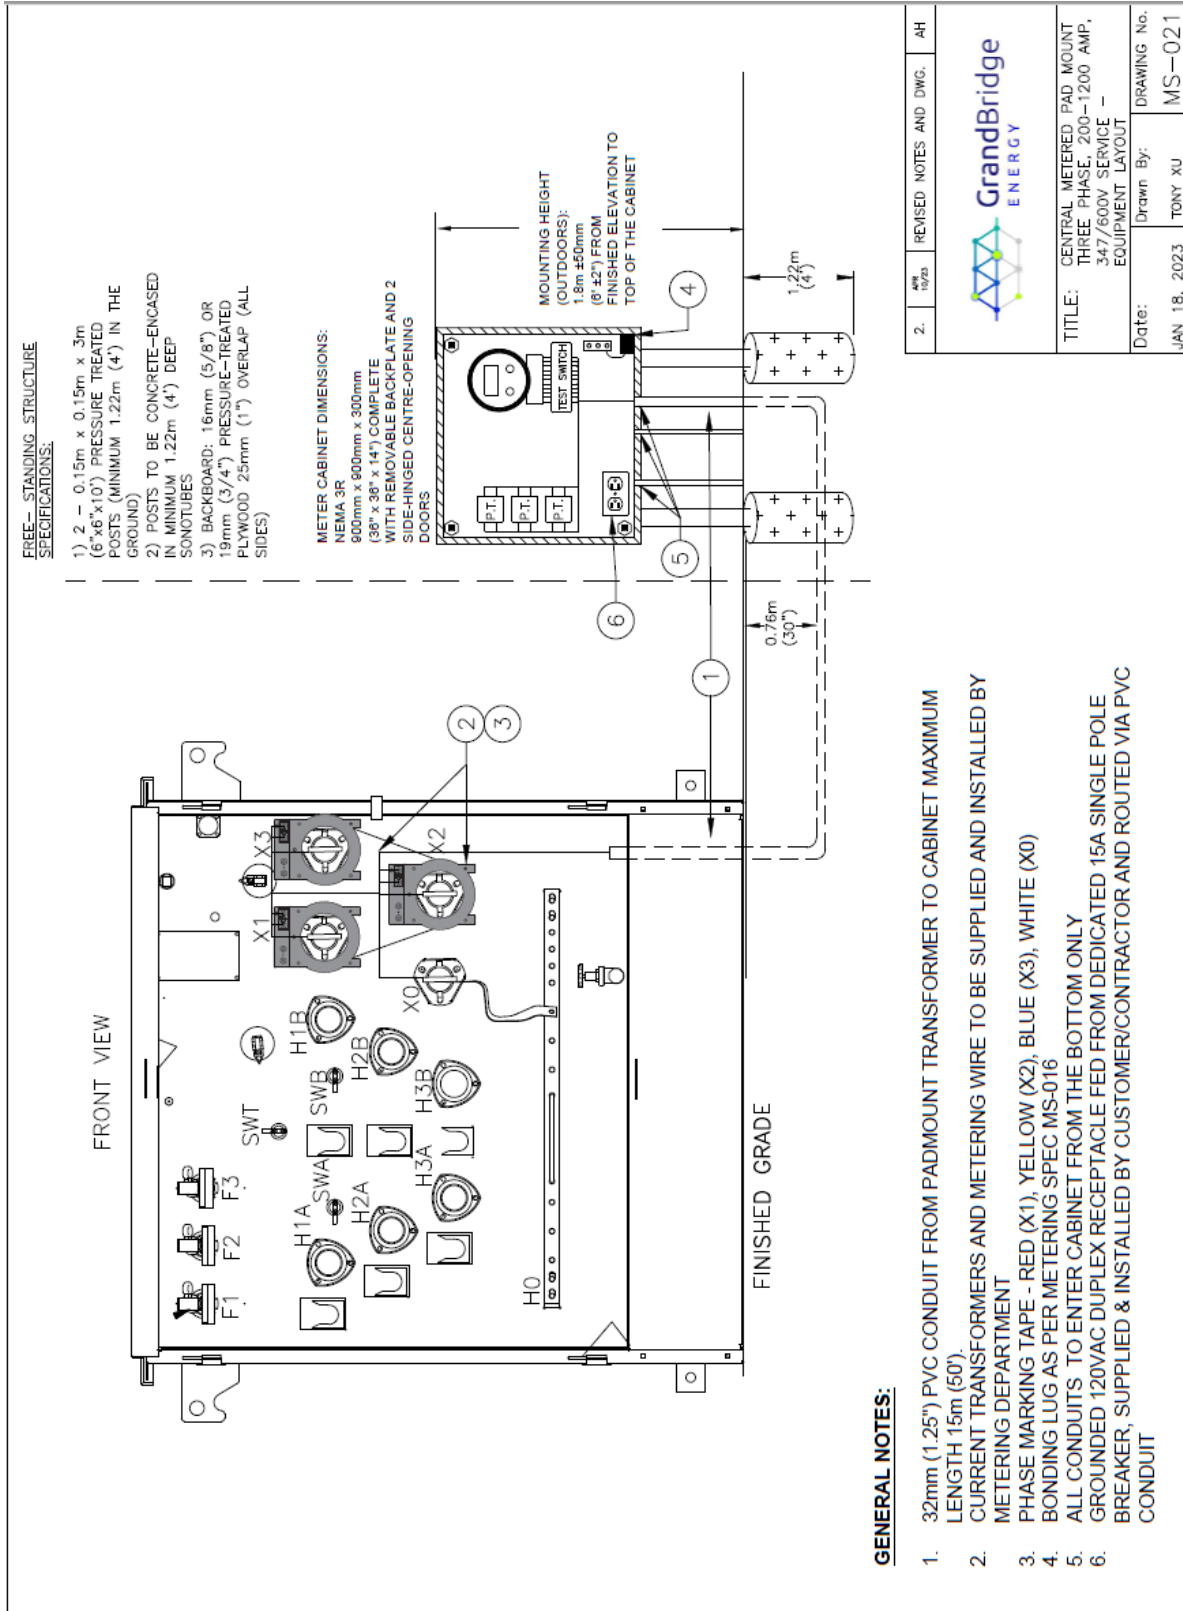 FREE- STANDING STRUCTURE
SPECIFICATIONS:
1) 2 - 0.15m x 0.15m x 3m
(6"x6"x10') PRESSURE TREATED
POSTS (MINIMUM 1.22m (4') IN THE
GROUND)
2) POSTS TO BE CONCRETE-ENCASED
IN MINIMUM 1.22m (4') DEEP
SONOTUBES
3) BACKBOARD: 16mm (5/8") OR
19mm (3/4") PRESSURE-TREATED
PLYWOOD 25mm (1") OVERLAP (ALL
SIDES)
METER CABINET DIMENSIONS:
NEMA 3R
900mm x 900mm x 300mm
(36" x 36" x 14") COMPLETE
WITH REMOVABLE BACKPLATE AND 2
SIDE-HINGED CENTRE-OPENING
DOORS
MOUNTING HEIGHT
(OUTDOORS):
1.8m ±50mm
(6' ±2") FROM
FINISHED ELEVATION TO
TOP OF THE CABINET
P.T.
P.T.
P.T.
TEST SWITCH
4
5
6
1
2
3
1.22m
(4')
0.76m
(30")
FRONT VIEW
F1
F2
F3
SWT
SWA
SWB
H1A
H2A
H3A
H1B
H2B
H3B
H0
X0
X1
X2
X3
FINISHED GRADE
GENERAL NOTES:
1. 32mm (1.25") PVC CONDUIT FROM PADMOUNT TRANSFORMER TO CABINET MAXIMUM
LENGTH 15m (50').
2. CURRENT TRANSFORMERS AND METERING WIRE TO BE SUPPLIED AND INSTALLED BY
METERING DEPARTMENT
3. PHASE MARKING TAPE - RED (X1), YELLOW (X2), BLUE (X3), WHITE (X0)
4. BONDING LUG AS PER METERING SPEC MS-016
5. ALL CONDUITS TO ENTER CABINET FROM THE BOTTOM ONLY
6. GROUNDED 120VAC DUPLEX RECEPTACLE FED FROM DEDICATED 15A SINGLE POLE
BREAKER, SUPPLIED & INSTALLED BY CUSTOMER/CONTRACTOR AND ROUTED VIA PVC
CONDUIT
2. APR 10/23 REVISED NOTES AND DWG. AH
GrandBridge
ENERGY
TITLE: CENTRAL METERED PAD MOUNT
THREE PHASE, 200-1200 AMP,
347/600V SERVICE -
EQUIPMENT LAYOUT
Date: Drawn By: DRAWING No.
JAN 18, 2023 TONY XU MS-021